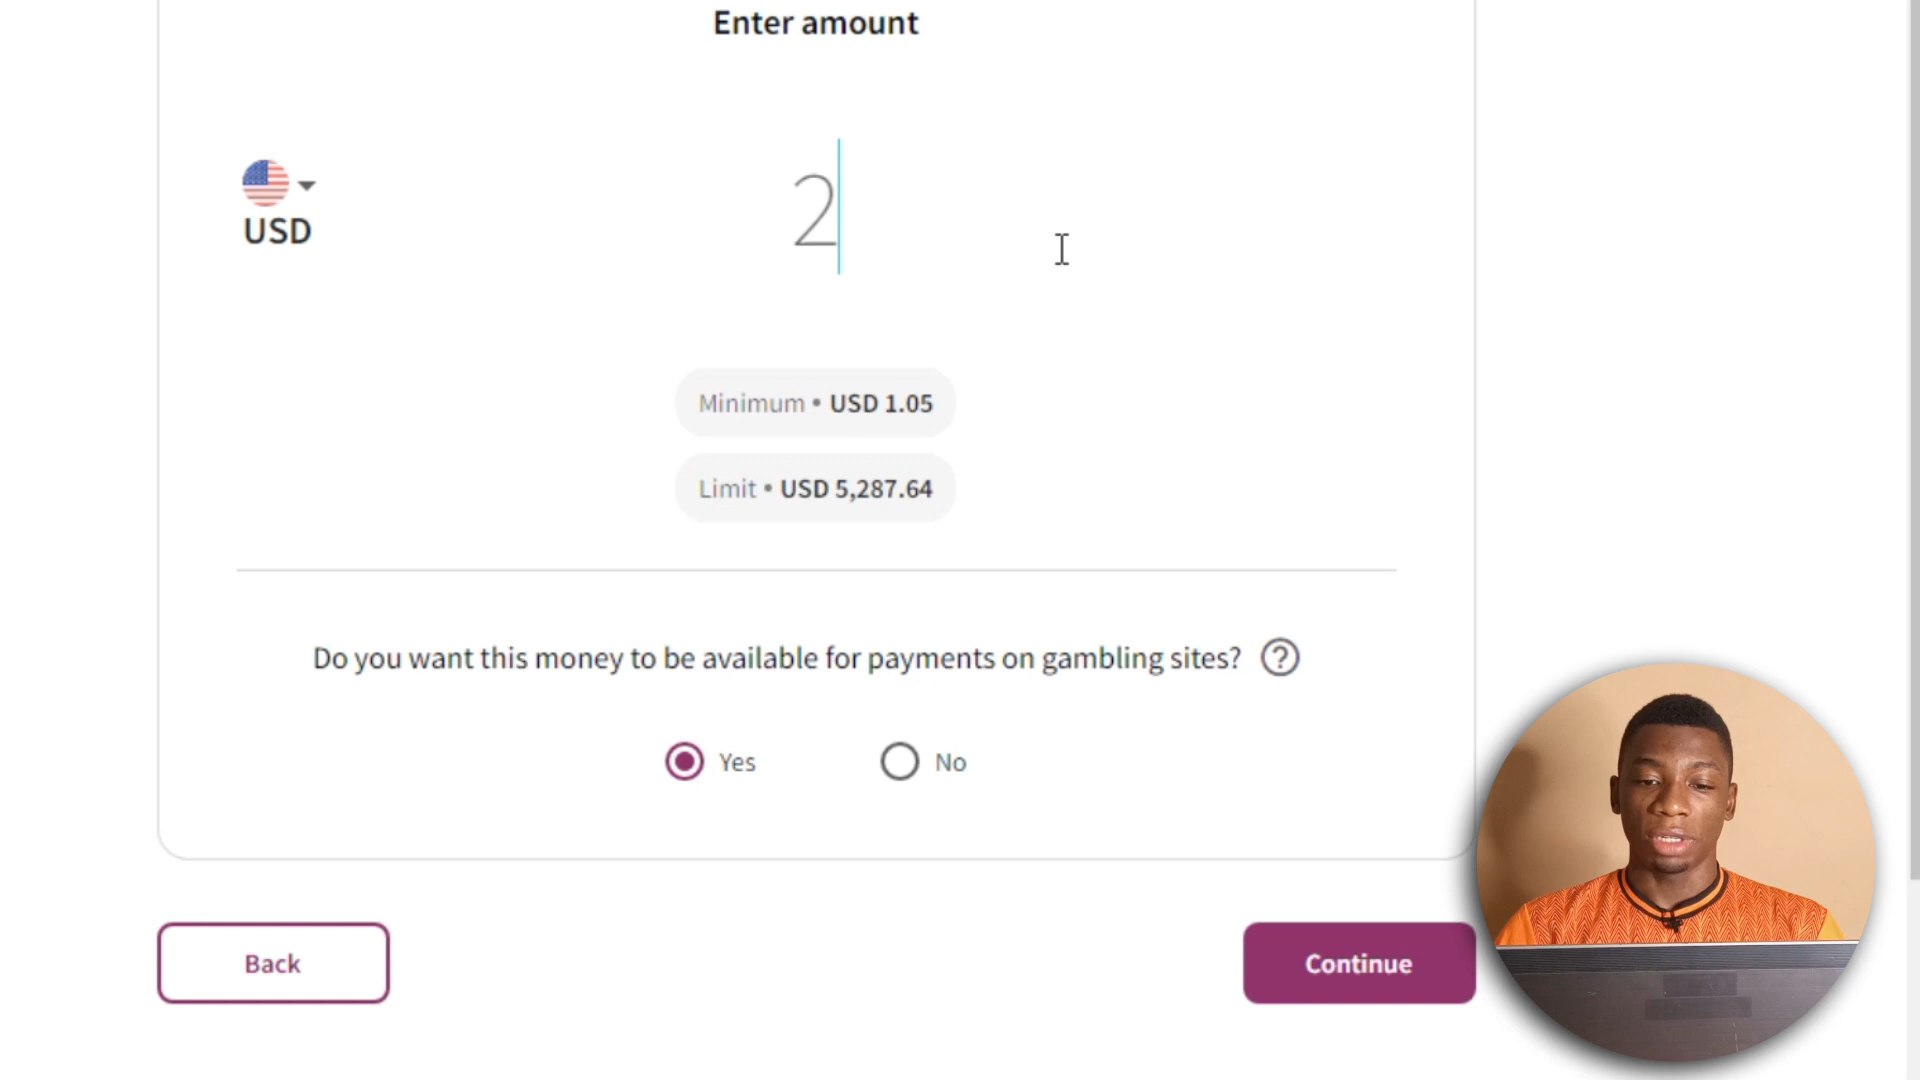 Enter amount
2
USD
Minimum • USD 1.05
Limit • USD 5,287.64
Do you want this money to be available for payments on gambling sites? ?
Yes
No
Back
Continue